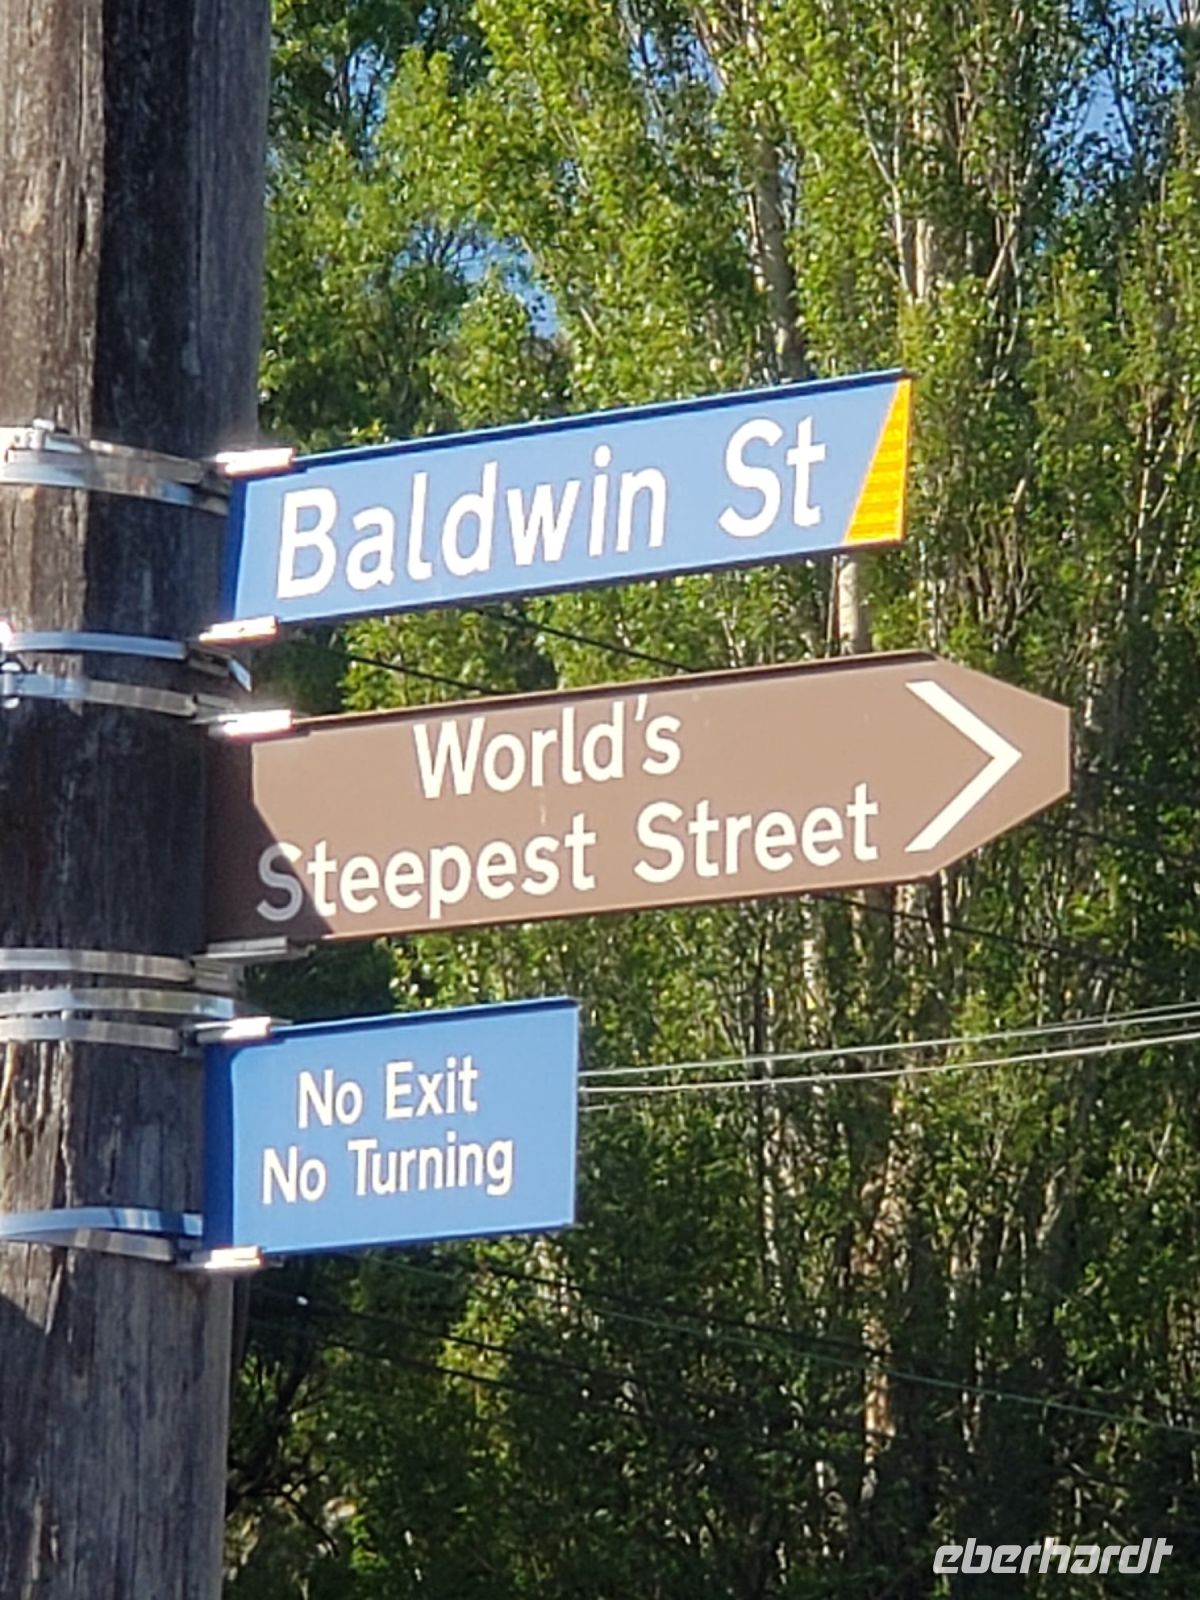 Baldwin St
World's
Steepest Street
No Exit
No Turning
eberhardt